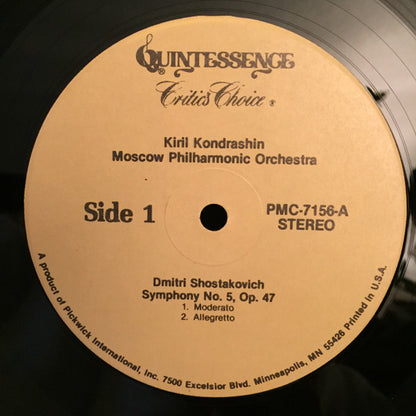 QUINTESSENCE
Critic's Choice ®
Kiril Kondrashin
Moscow Philharmonic Orchestra
Side 1
PMC-7156-A
STEREO
Dmitri Shostakovich
Symphony No. 5, Op. 47
1. Moderato
2. Allegretto
A product of Pickwick International, Inc. 7500 Excelsior Blvd. Minneapolis, MN 55426 Printed in U.S.A.